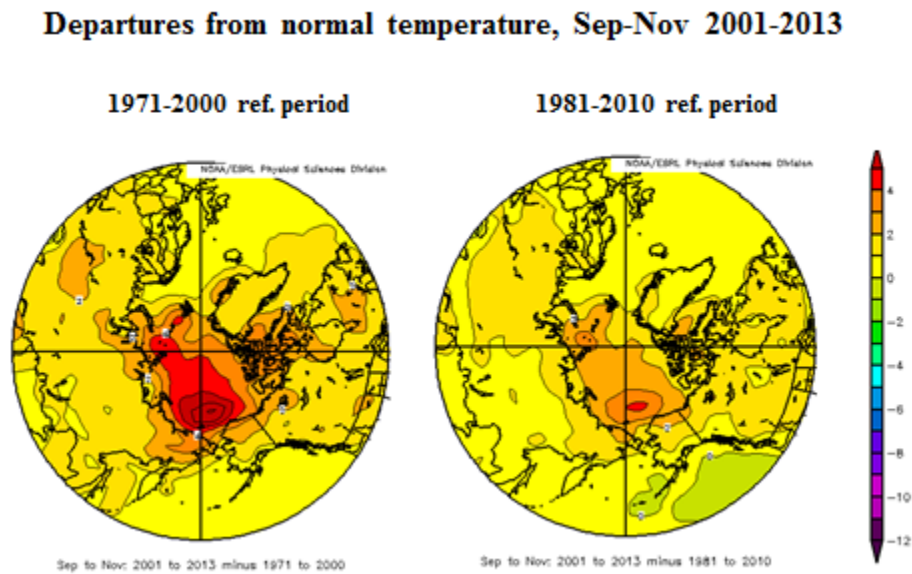 Departures from normal temperature, Sep-Nov 2001-2013
1971-2000 ref. period
1981-2010 ref. period
NOAA/ESRL Physical Sciences Division
NOAA/ESRL Physical Sciences Division
4
2
0
-2
-4
-6
-8
-10
-12
Sep to Nov: 2001 to 2013 minus 1971 to 2000
Sep to Nov: 2001 to 2013 minus 1981 to 2010